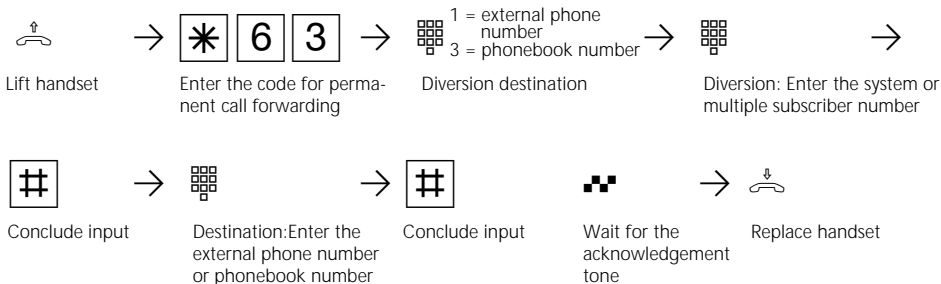 1 = external phone
number
3 = phonebook number
* 6 3
Lift handset
Enter the code for perma-
nent call forwarding
Diversion destination
Diversion: Enter the system or
multiple subscriber number
#
#
Conclude input
Destination:Enter the
external phone number
or phonebook number
Conclude input
Wait for the
acknowledgement
tone
Replace handset